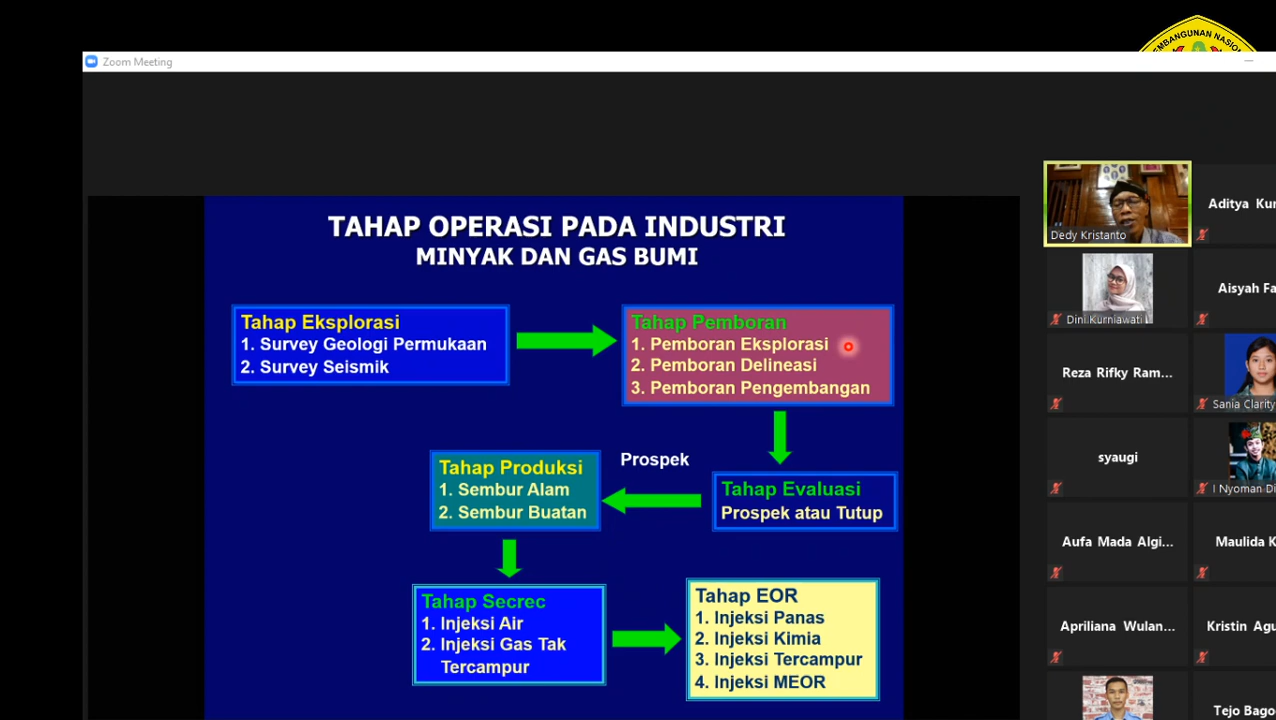 EMBANGUNAN NASIO
Zoom Meeting
TAHAP OPERASI PADA INDUSTRI
MINYAK DAN GAS BUMI
Tahap Eksplorasi
1. Survey Geologi Permukaan
2. Survey Seismik
Tahap Pemboran
1. Pemboran Eksplorasi
2. Pemboran Delineasi
3. Pemboran Pengembangan
Prospek
Tahap Evaluasi
Prospek atau Tutup
Tahap Produksi
1. Sembur Alam
2. Sembur Buatan
Tahap Secrec
1. Injeksi Air
2. Injeksi Gas Tak
Tercampur
Tahap EOR
1. Injeksi Panas
2. Injeksi Kimia
3. Injeksi Tercampur
4. Injeksi MEOR
Dedy Kristanto
Aditya Kur
Dini Kurniawati
Aisyah Fa
Reza Rifky Ram...
Sania Clarity
syaugi
I Nyoman Di
Aufa Mada Algi...
Maulida K
Apriliana Wulan...
Kristin Agu
Tejo Bago